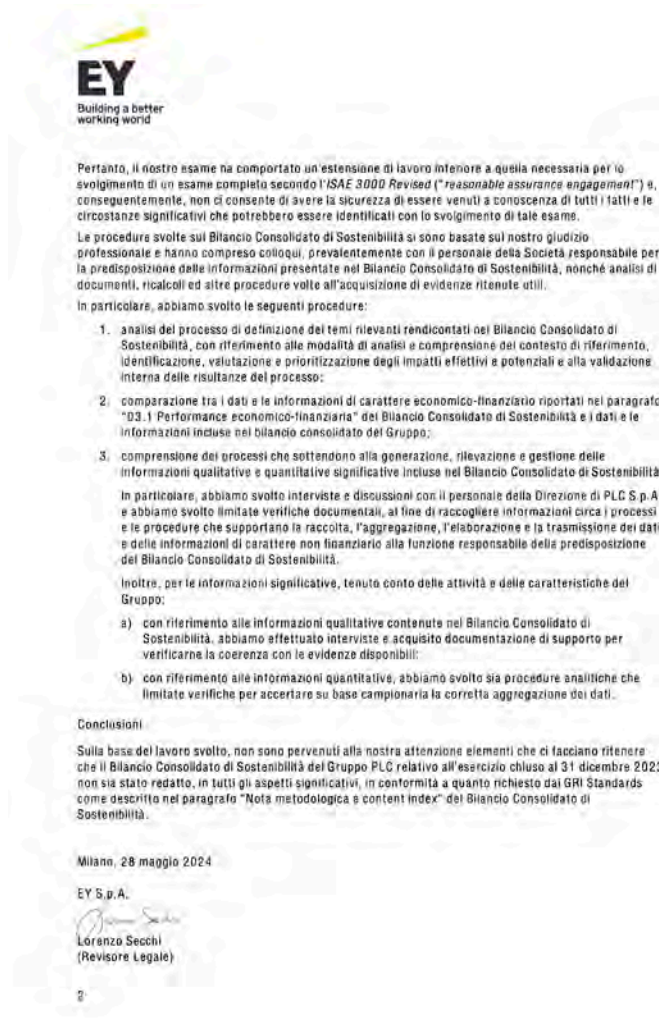 EY
Building a better
working world
Pertanto, il nostro esame ha comportato un'estensione di lavoro inferiore a quella necessaria per lo
svolgimento di un esame completo secondo l'ISAE 3000 Revised ("reasonable assurance engagement") e,
conseguentemente, non ci consente di avere la sicurezza di essere venuti a conoscenza di tutti i fatti e le
circostanze significativi che potrebbero essere identificati con lo svolgimento di tale esame.
Le procedure svolte sul Bilancio Consolidato di Sostenibilità si sono basate sul nostro giudizio
professionale e hanno compreso colloqui, prevalentemente con il personale della Società responsabile per
la predisposizione delle informazioni presentate nel Bilancio Consolidato di Sostenibilità, nonché analisi di
documenti, ricalcoli ed altre procedure volte all'acquisizione di evidenze ritenute utili.
In particolare, abbiamo svolto le seguenti procedure:
1. analisi del processo di definizione dei temi rilevanti rendicontati nel Bilancio Consolidato di
Sostenibilità, con riferimento alle modalità di analisi e comprensione del contesto di riferimento,
identificazione, valutazione e prioritizzazione degli impatti effettivi e potenziali e alla validazione
interna delle risultanze del processo;
2. comparazione tra i dati e le informazioni di carattere economico-finanziario riportati nel paragrafo
"03.1 Performance economico-finanziaria" del Bilancio Consolidato di Sostenibilità e i dati e le
informazioni incluse nel bilancio consolidato del Gruppo;
3. comprensione dei processi che sottendono alla generazione, rilevazione e gestione delle
informazioni qualitative e quantitative significative incluse nel Bilancio Consolidato di Sostenibilità
In particolare, abbiamo svolto interviste e discussioni con il personale della Direzione di PLC S.p.A
e abbiamo svolto limitate verifiche documentali, al fine di raccogliere informazioni circa i processi
e le procedure che supportano la raccolta, l'aggregazione, l'elaborazione e la trasmissione dei dati
e delle informazioni di carattere non finanziario alla funzione responsabile della predisposizione
del Bilancio Consolidato di Sostenibilità.
Inoltre, per le informazioni significative, tenuto conto delle attività e delle caratteristiche del
Gruppo:
a) con riferimento alle informazioni qualitative contenute nel Bilancio Consolidato di
Sostenibilità, abbiamo effettuato interviste e acquisito documentazione di supporto per
verificarne la coerenza con le evidenze disponibili;
b) con riferimento alle informazioni quantitative, abbiamo svolto sia procedure analitiche che
limitate verifiche per accertare su base campionaria la corretta aggregazione dei dati.
Conclusioni
Sulla base del lavoro svolto, non sono pervenuti alla nostra attenzione elementi che ci facciano ritenere
che il Bilancio Consolidato di Sostenibilità del Gruppo PLC relativo all'esercizio chiuso al 31 dicembre 2023
non sia stato redatto, in tutti gli aspetti significativi, in conformità a quanto richiesto dai GRI Standards
come descritto nel paragrafo "Nota metodologica e content index" del Bilancio Consolidato di
Sostenibilità.
Milano, 28 maggio 2024
EY S.p.A.
Lorenzo Secchi
(Revisore Legale)
2